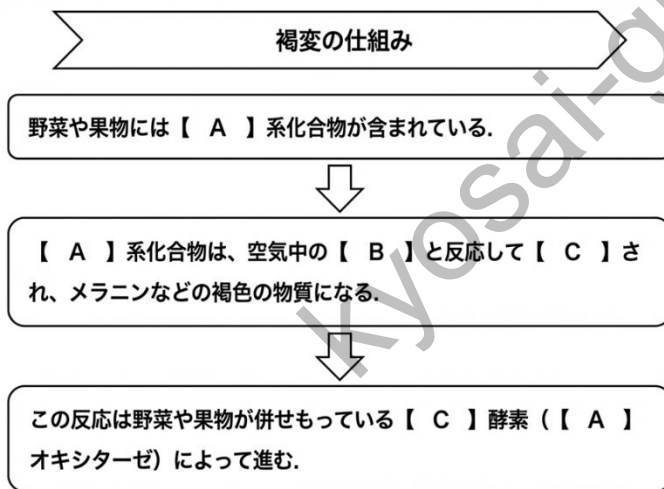 褐変の仕組み
野菜や果物には【 A 】系化合物が含まれている.
【 A 】系化合物は、空気中の【 B 】と反応して【 C 】さ
れ、メラニンなどの褐色の物質になる.
この反応は野菜や果物が併せもっている【 C 】酵素（【 A 】
オキシターゼ）によって進む.
kyosai-g